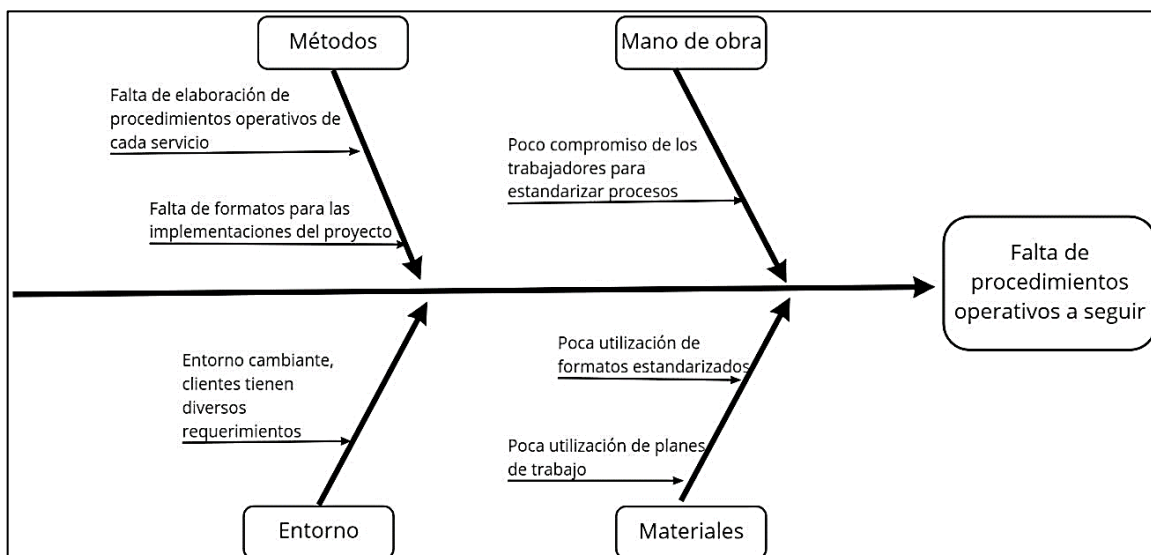 Métodos
Mano de obra
Falta de elaboración de
procedimientos operativos de
cada servicio
Poco compromiso de los
trabajadores para
estandarizar procesos
Falta de formatos para las
implementaciones del proyecto
Falta de
procedimientos
operativos a seguir
Entorno cambiante,
clientes tienen
diversos
requerimientos
Poca utilización de
formatos estandarizados
Poca utilización de planes
de trabajo
Entorno
Materiales